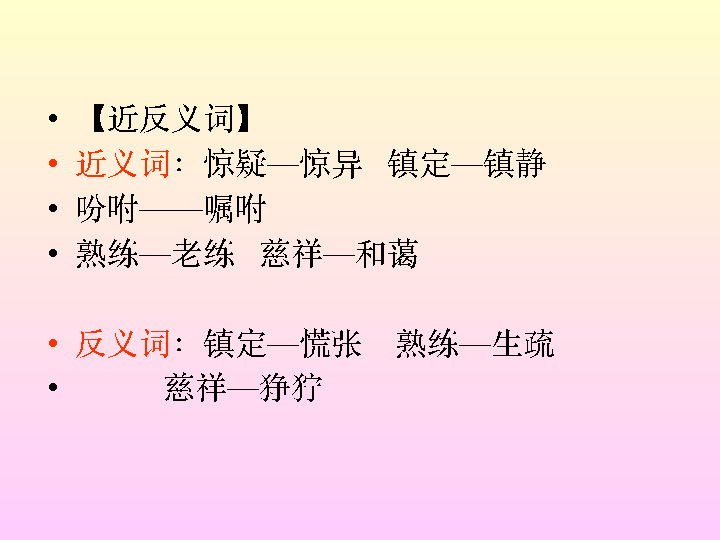 • 【近反义词】
• 近义词：惊疑—惊异 镇定—镇静
• 吩咐——嘱咐
• 熟练—老练 慈祥—和蔼
• 反义词：镇定—慌张 熟练—生疏
• 慈祥—狰狞